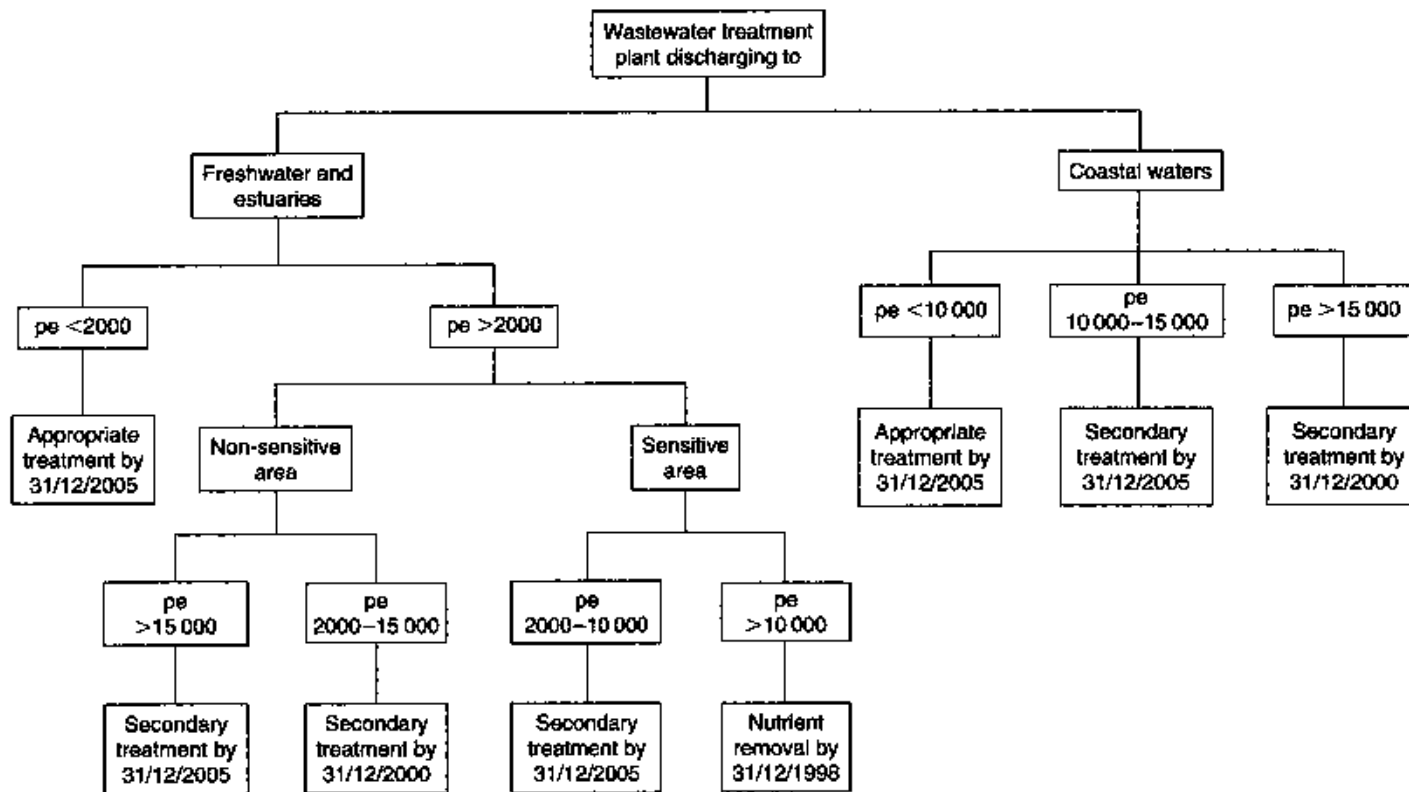 Wastewater treatment
plant discharging to
Freshwater and
estuaries
Coastal waters
pe <2000
pe >2000
pe <10 000
pe
10 000–15 000
pe >15 000
Appropriate
treatment by
31/12/2005
Non-sensitive
area
Sensitive
area
Appropriate
treatment by
31/12/2005
Secondary
treatment by
31/12/2005
Secondary
treatment by
31/12/2000
pe
>15 000
pe
2000–15 000
pe
2000–10 000
pe
>10 000
Secondary
treatment by
31/12/2005
Secondary
treatment by
31/12/2000
Secondary
treatment by
31/12/2005
Nutrient
removal by
31/12/1998